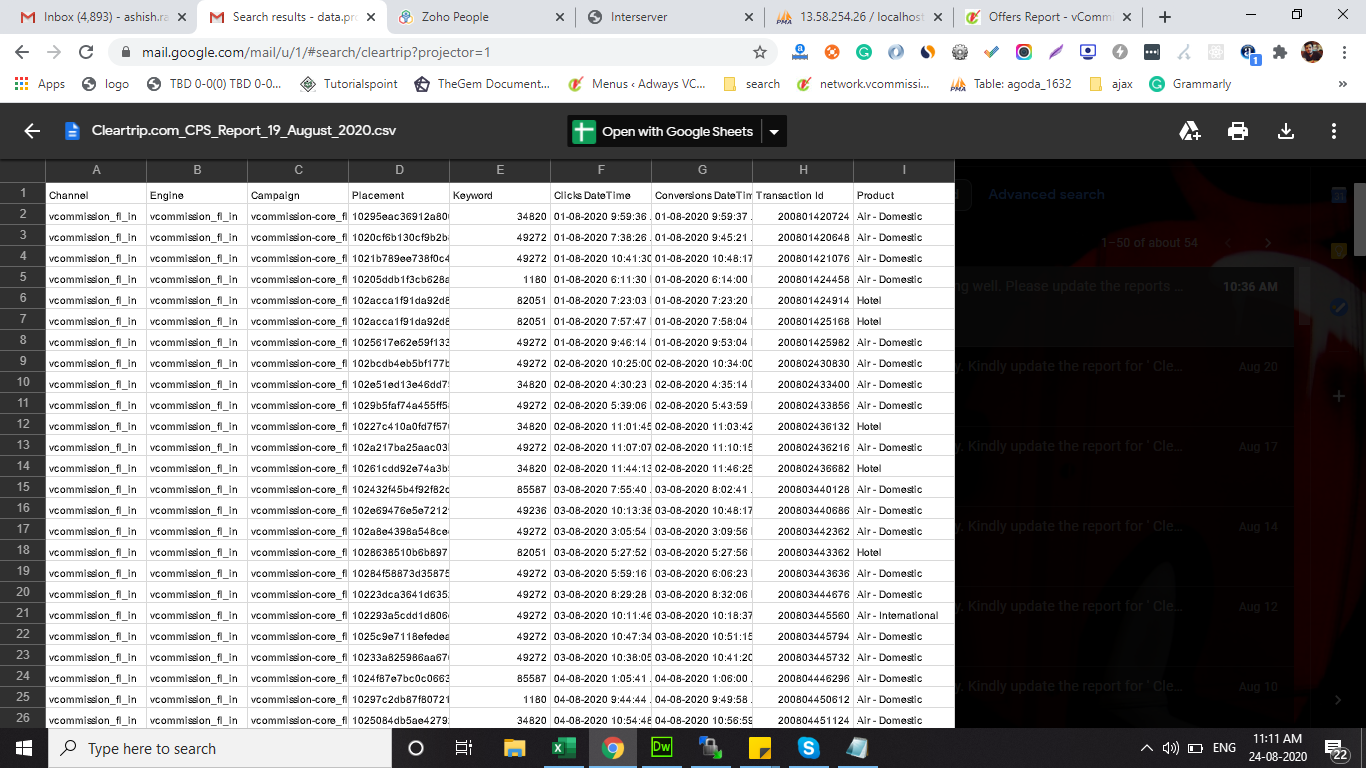 Inbox (4,893) - ashish.ra
Search results - data.pr
Zoho People
Interserver
13.58.254.26 / localhost
Offers Report - vComm
mail.google.com/mail/u/1/#search/cleartrip?projector=1
Apps
logo
TBD 0-0(0) TBD 0-0...
Tutorialspoint
TheGem Document...
Menus ‹ Adways VC...
search
network.vcommissi...
Table: agoda_1632
ajax
Grammarly
»
Cleartrip.com_CPS_Report_19_August_2020.csv
Open with Google Sheets
A B C D E F G H I
1 Channel Engine Campaign Placement Keyword Clicks DateTime Conversions DateTim Transaction Id Product
2 vcommission_fl_in vcommission_fl_in vcommission-core_fl 10295eac36912a80 34820 01-08-2020 9:59:36 01-08-2020 9:59:37 200801420724 Air - Domestic
3 vcommission_fl_in vcommission_fl_in vcommission-core_fl 1020cf6b130cf9b2b 49272 01-08-2020 7:38:26 01-08-2020 9:45:21 200801420648 Air - Domestic
4 vcommission_fl_in vcommission_fl_in vcommission-core_fl 1021b789ee738f0c4 49272 01-08-2020 10:41:30 01-08-2020 10:48:17 200801421076 Air - Domestic
5 vcommission_fl_in vcommission_fl_in vcommission-core_fl 10205ddb1f3cb628a 1180 01-08-2020 6:11:30 01-08-2020 6:14:00 200801424458 Air - Domestic
6 vcommission_fl_in vcommission_fl_in vcommission-core_fl 102acca1f91da92d6 82051 01-08-2020 7:23:03 01-08-2020 7:23:20 200801424914 Hotel
7 vcommission_fl_in vcommission_fl_in vcommission-core_fl 102acca1f91da92d6 82051 01-08-2020 7:57:47 01-08-2020 7:58:04 200801425168 Hotel
8 vcommission_fl_in vcommission_fl_in vcommission-core_fl 1025617e62e59f133 49272 01-08-2020 9:46:14 01-08-2020 9:53:04 200801425982 Air - Domestic
9 vcommission_fl_in vcommission_fl_in vcommission-core_fl 102bcdb4eb5bf177b 49272 02-08-2020 10:25:00 02-08-2020 10:34:00 200802430830 Air - Domestic
10 vcommission_fl_in vcommission_fl_in vcommission-core_fl 102e51ed13e46dd7 34820 02-08-2020 4:30:23 02-08-2020 4:35:14 200802433400 Air - Domestic
11 vcommission_fl_in vcommission_fl_in vcommission-core_fl 1029b5faf74a455ff5 49272 02-08-2020 5:39:06 02-08-2020 5:43:59 200802433856 Air - Domestic
12 vcommission_fl_in vcommission_fl_in vcommission-core_fl 10227c410a0fd7f57 34820 02-08-2020 11:01:45 02-08-2020 11:03:42 200802436132 Hotel
13 vcommission_fl_in vcommission_fl_in vcommission-core_fl 102a217ba25aac03 49272 02-08-2020 11:07:07 02-08-2020 11:10:15 200802436216 Air - Domestic
14 vcommission_fl_in vcommission_fl_in vcommission-core_fl 10261cdd92e74a3b 34820 02-08-2020 11:44:13 02-08-2020 11:46:25 200802436682 Hotel
15 vcommission_fl_in vcommission_fl_in vcommission-core_fl 102432f45b4f92f82c 85587 03-08-2020 7:55:40 03-08-2020 8:02:41 200803440128 Air - Domestic
16 vcommission_fl_in vcommission_fl_in vcommission-core_fl 102e69476e5e7212 49236 03-08-2020 10:13:38 03-08-2020 10:48:17 200803440686 Air - Domestic
17 vcommission_fl_in vcommission_fl_in vcommission-core_fl 102a8e4398a548ce 49272 03-08-2020 3:05:54 03-08-2020 3:09:56 200803442362 Air - Domestic
18 vcommission_fl_in vcommission_fl_in vcommission-core_fl 1028638510b6b897 82051 03-08-2020 5:27:52 03-08-2020 5:27:56 200803443362 Hotel
19 vcommission_fl_in vcommission_fl_in vcommission-core_fl 10284f58873d35875 49272 03-08-2020 5:59:16 03-08-2020 6:06:23 200803443636 Air - Domestic
20 vcommission_fl_in vcommission_fl_in vcommission-core_fl 10223dca3641d635 49272 03-08-2020 8:29:28 03-08-2020 8:32:06 200803444676 Air - Domestic
21 vcommission_fl_in vcommission_fl_in vcommission-core_fl 102293a5cdd1d806 49272 03-08-2020 10:11:46 03-08-2020 10:18:37 200803445560 Air - International
22 vcommission_fl_in vcommission_fl_in vcommission-core_fl 1025c9e7118efedea 49272 03-08-2020 10:47:34 03-08-2020 10:51:15 200803445794 Air - Domestic
23 vcommission_fl_in vcommission_fl_in vcommission-core_fl 10233a825986aa67 49272 03-08-2020 10:38:05 03-08-2020 10:41:20 200803445732 Air - Domestic
24 vcommission_fl_in vcommission_fl_in vcommission-core_fl 1024f87e7bc0c0663 85587 04-08-2020 1:05:41 04-08-2020 1:06:00 200804446296 Air - Domestic
25 vcommission_fl_in vcommission_fl_in vcommission-core_fl 10297c2db87f80721 1180 04-08-2020 9:44:44 04-08-2020 9:49:58 200804450612 Air - Domestic
26 vcommission_fl_in vcommission_fl_in vcommission-core_fl 1025084db5ae4279 34820 04-08-2020 10:54:48 04-08-2020 10:56:59 200804451124 Air - Domestic
Advanced search
1–50 of about 54
ng well. Please update the reports ... 10:36 AM
y. Kindly update the report for ' Cle... Aug 20
y. Kindly update the report for ' Cle... Aug 17
y. Kindly update the report for ' Cle... Aug 14
y. Kindly update the report for ' Cle... Aug 12
y. Kindly update the report for ' Cle... Aug 10
Type here to search
ENG
11:11 AM
24-08-2020
22